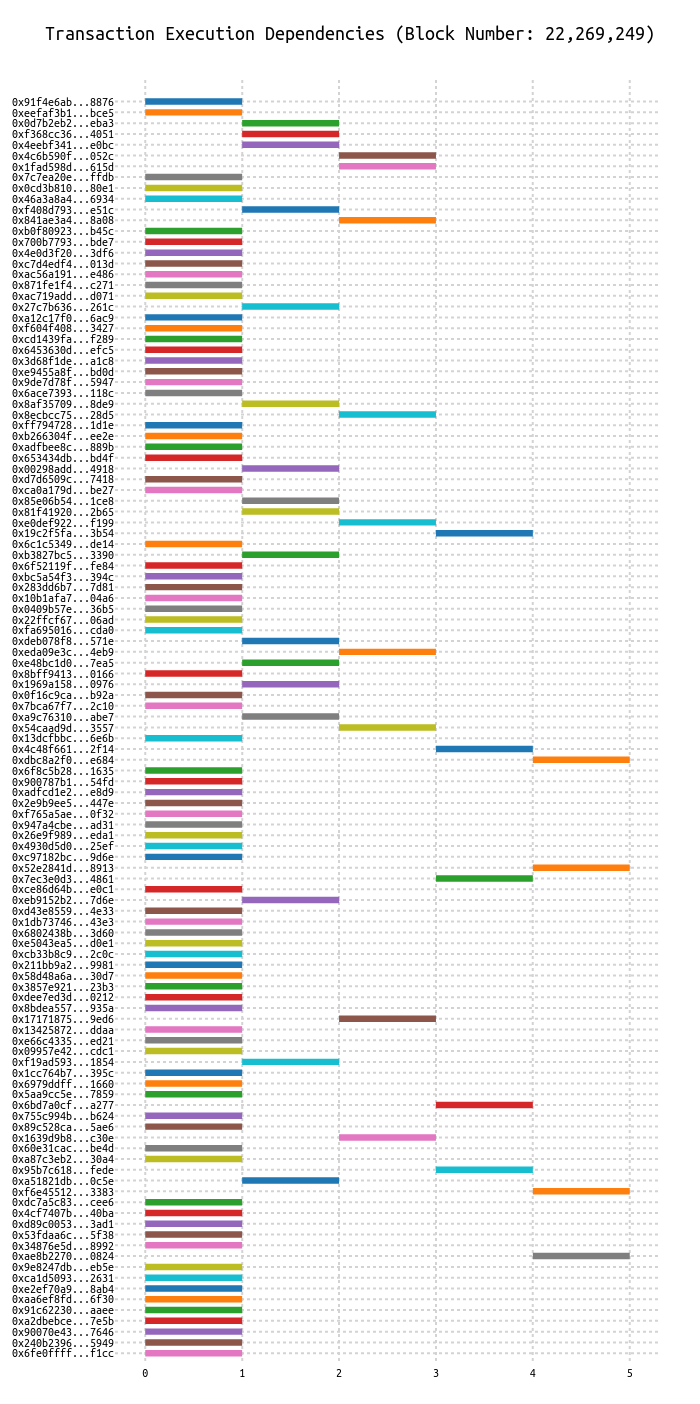 Transaction Execution Dependencies (Block Number: 22,269,249)
0x91f4e6ab...8876
0xeefaf3b1...bce5
0x0d7b2eb2...eba3
0xf368cc36...4051
0x4eebf341...e0bc
0x4c6b590f...052c
0x1fad598d...615d
0x7c7ea20e...ffdb
0x0cd3b810...80e1
0x46a3a8a4...6934
0xf408d793...e51c
0x841ae3a4...8a08
0xb0f80923...b45c
0x700b7793...bde7
0x4e0d3f20...3df6
0xc7d4edf4...013d
0xac56a191...e486
0x871fe1f4...c271
0xac719add...d071
0x27c7b636...261c
0xa12c17f0...6ac9
0xf604f408...3427
0xcd1439fa...f289
0x6453630d...efc5
0x3d68f1de...a1c8
0xe9455a8f...bd0d
0x9de7d78f...5947
0x6ace7393...118c
0x8af35709...8de9
0x8ecbcc75...28d5
0xff794728...1d1e
0xb266304f...ee2e
0xadfbee8c...889b
0x653434db...bd4f
0x00298add...4918
0xd7d6509c...7418
0xca0a179d...be27
0x85e06b54...1ce8
0x81f41920...2b65
0xe0def922...f199
0x19c2f5fa...3b54
0x6c1c5349...de14
0xb3827bc5...3390
0x6f52119f...fe84
0xbc5a54f3...394c
0x283dd6b7...7d81
0x10b1afa7...04a6
0x0409b57e...36b5
0x22ffcf67...06ad
0xfa695016...cda0
0xdeb078f8...571e
0xeda09e3c...4eb9
0xe48bc1d0...7ea5
0x8bff9413...0166
0x1969a158...0976
0x0f16c9ca...b92a
0x7bca67f7...2c10
0xa9c76310...abe7
0x54caad9d...3557
0x13dcfbbc...6e6b
0x4c48f661...2f14
0xdbc8a2f0...e684
0x6f8c5b28...1635
0x900787b1...54fd
0xadfcd1e2...e8d9
0x2e9b9ee5...447e
0xf765a5ae...0f32
0x947a4cbe...ad31
0x26e9f989...eda1
0x4930d5d0...25ef
0xc97182bc...9d6e
0x52e2841d...8913
0x7ec3e0d3...4861
0xce86d64b...e0c1
0xeb9152b2...7d6e
0xd43e8559...4e33
0x1db73746...43e3
0x6802438b...3d60
0xe5043ea5...d0e1
0xcb33b8c9...2c0c
0x211bb9a2...9981
0x58d48a6a...30d7
0x3857e921...23b3
0xdee7ed3d...0212
0x8bdea557...935a
0x17171875...9ed6
0x13425872...ddaa
0xe66c4335...ed21
0x09957e42...cdc1
0xf19ad593...1854
0x1cc764b7...395c
0x6979ddff...1660
0x5aa9cc5e...7859
0x6bd7a0cf...a277
0x755c994b...b624
0x89c528ca...5ae6
0x1639d9b8...c30e
0x60e31cac...be4d
0xa87c3eb2...30a4
0x95b7c618...fede
0xa51821db...0c5e
0xf6e45512...3383
0xdc7a5c83...cee6
0x4cf7407b...40ba
0xd89c0053...3ad1
0x53fdaa6c...5f38
0x34876e5d...8992
0xae8b2270...0824
0x9e8247db...eb5e
0xca1d5093...2631
0xe2ef70a9...8ab4
0xaa6ef8fd...6f30
0x91c62230...aaee
0xa2dbebce...7e5b
0x90070e43...7646
0x240b2396...5949
0x6fe0ffff...f1cc
0 1 2 3 4 5